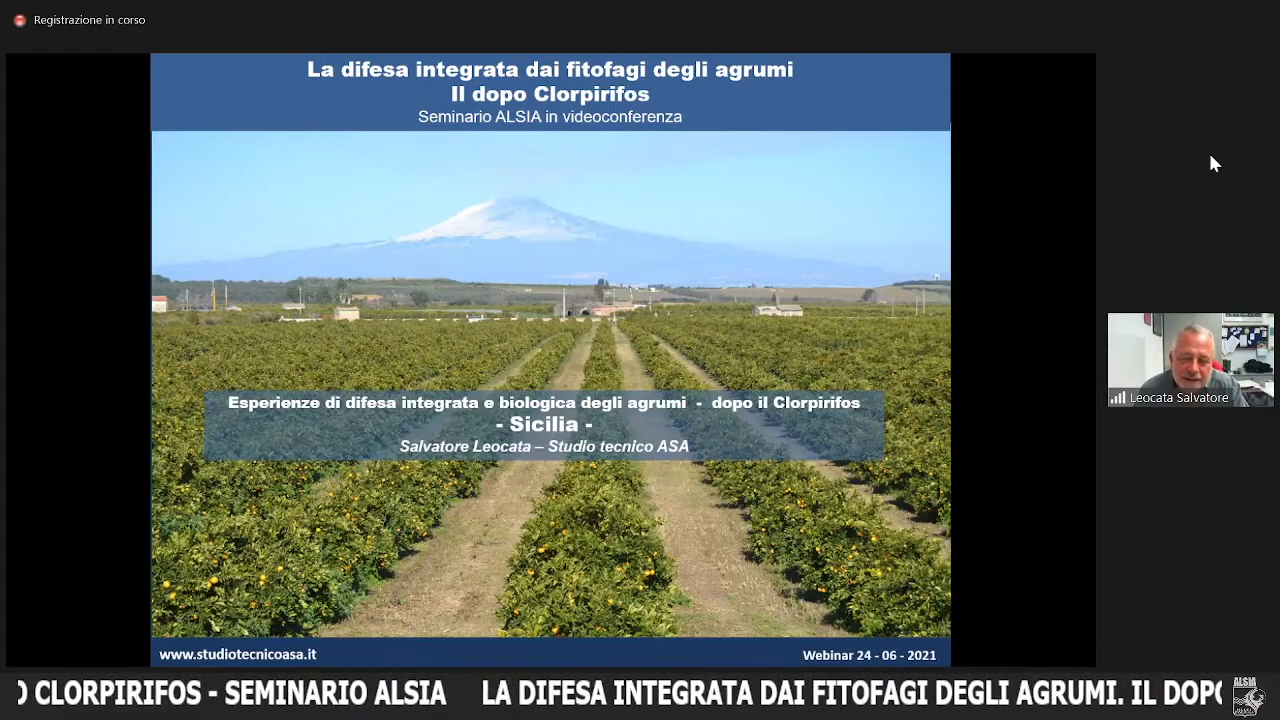 Registrazione in corso
La difesa integrata dai fitofagi degli agrumi
Il dopo Clorpirifos
Seminario ALSIA in videoconferenza
Esperienze di difesa integrata e biologica degli agrumi - dopo il Clorpirifos
- Sicilia -
Salvatore Leocata – Studio tecnico ASA
Leocata Salvatore
www.studiotecnicoasa.it
Webinar 24 - 06 - 2021
O CLORPIRIFOS - SEMINARIO ALSIA LA DIFESA INTEGRATA DAI FITOFAGI DEGLI AGRUMI. IL DOPO
ALSIA